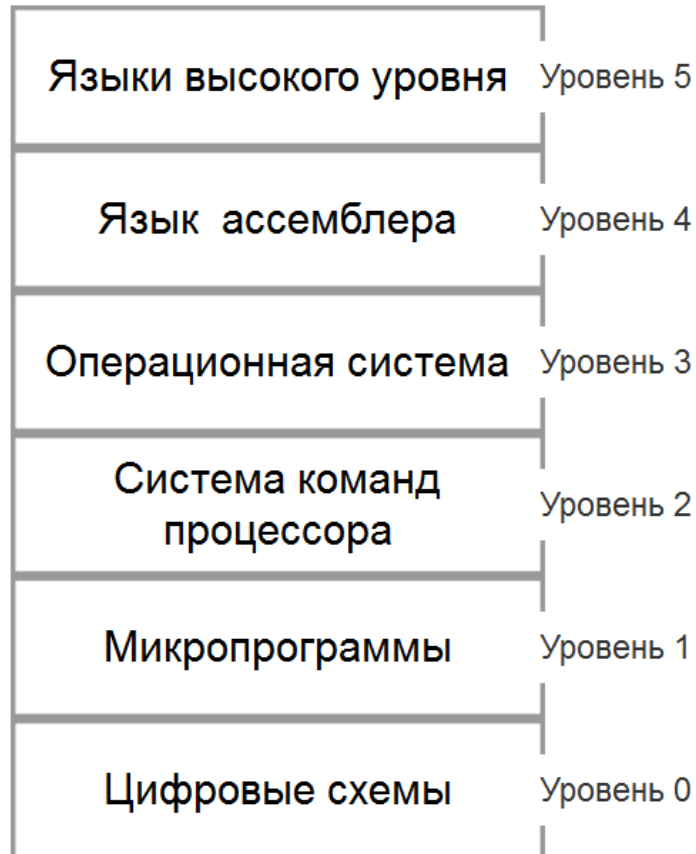 Языки высокого уровня Уровень 5
Язык ассемблера Уровень 4
Операционная система Уровень 3
Система команд
процессора Уровень 2
Микропрограммы Уровень 1
Цифровые схемы Уровень 0